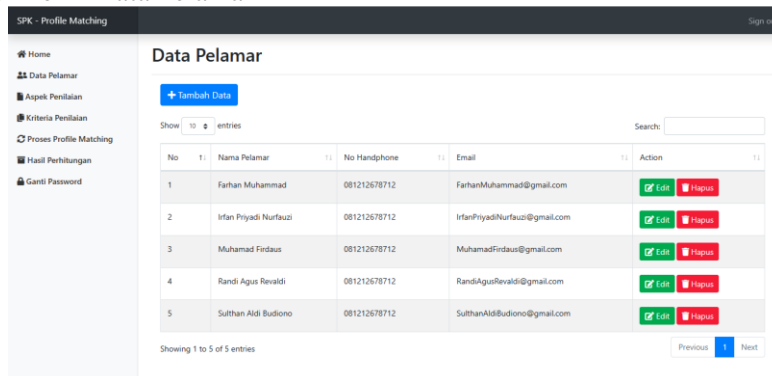 SPK - Profile Matching
Sign o
Home
Data Pelamar
Aspek Penilaian
Kriteria Penilaian
Proses Profile Matching
Hasil Perhitungan
Ganti Password
Data Pelamar
+ Tambah Data
Show 10 entries
Search:
No Nama Pelamar No Handphone Email Action
1 Farhan Muhammad 081212678712 FarhanMuhammad@gmail.com Edit Hapus
2 Irfan Priyadi Nurfauzi 081212678712 IrfanPriyadiNurfauzi@gmail.com Edit Hapus
3 Muhamad Firdaus 081212678712 MuhamadFirdaus@gmail.com Edit Hapus
4 Randi Agus Revaldi 081212678712 RandiAgusRevaldi@gmail.com Edit Hapus
5 Sulthan Aldi Budiono 081212678712 SulthanAldiBudiono@gmail.com Edit Hapus
Showing 1 to 5 of 5 entries
Previous 1 Next